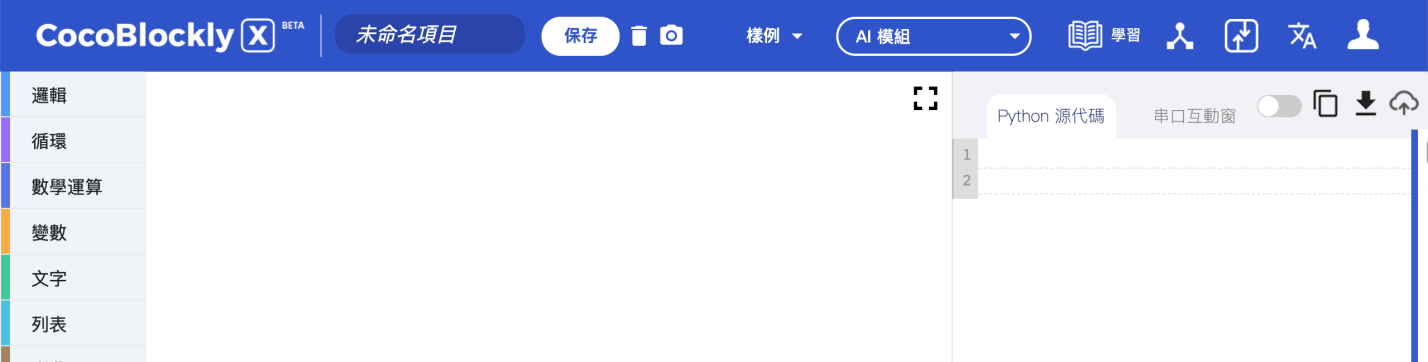 CocoBlockly X BETA
未命名項目
保存
樣例
AI 模組
學習
邏輯
循環
數學運算
變數
文字
列表
Python 源代碼
串口互動窗
1
2